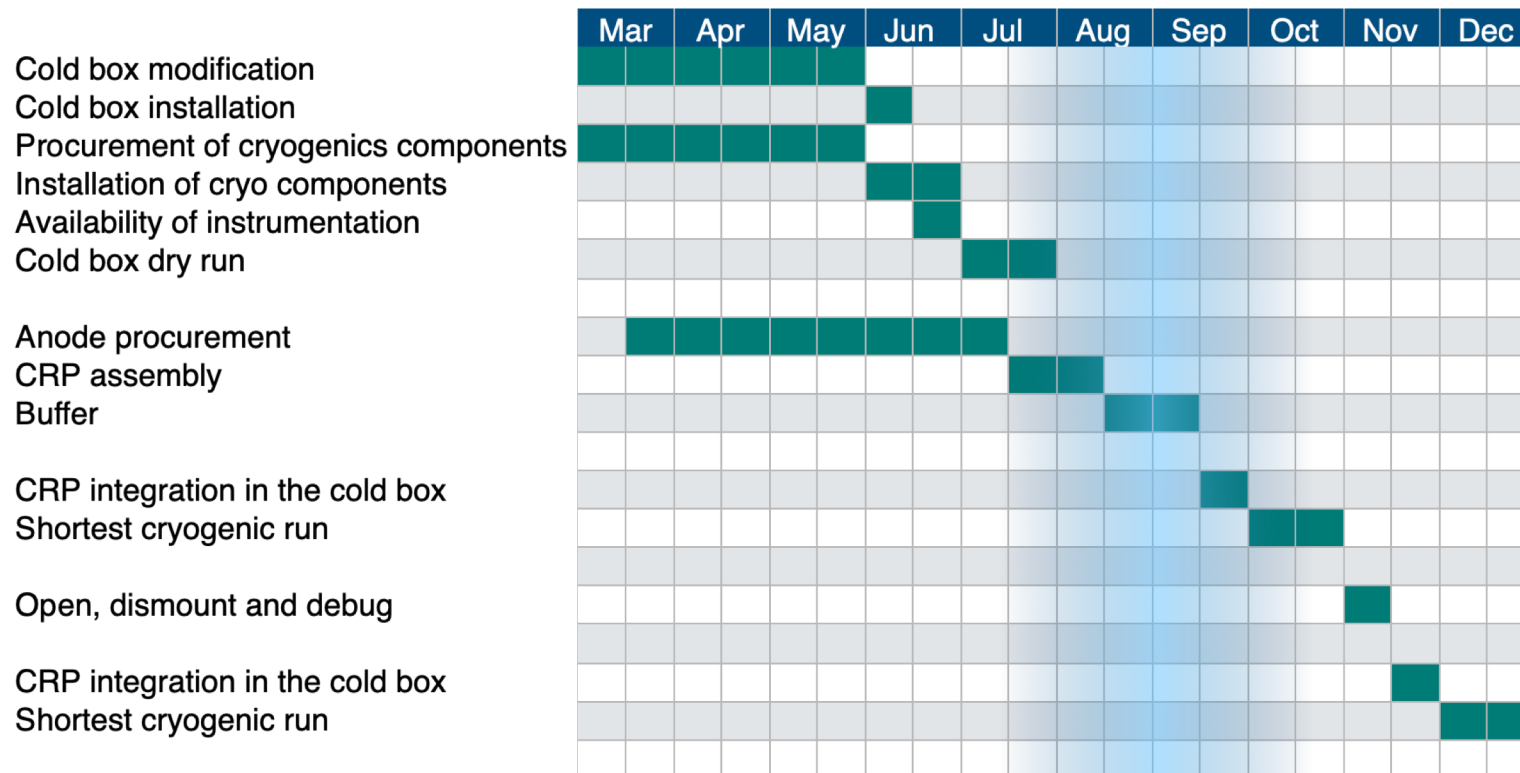 Mar Apr May Jun Jul Aug Sep Oct Nov Dec
Cold box modification
Cold box installation
Procurement of cryogenics components
Installation of cryo components
Availability of instrumentation
Cold box dry run
Anode procurement
CRP assembly
Buffer
CRP integration in the cold box
Shortest cryogenic run
Open, dismount and debug
CRP integration in the cold box
Shortest cryogenic run